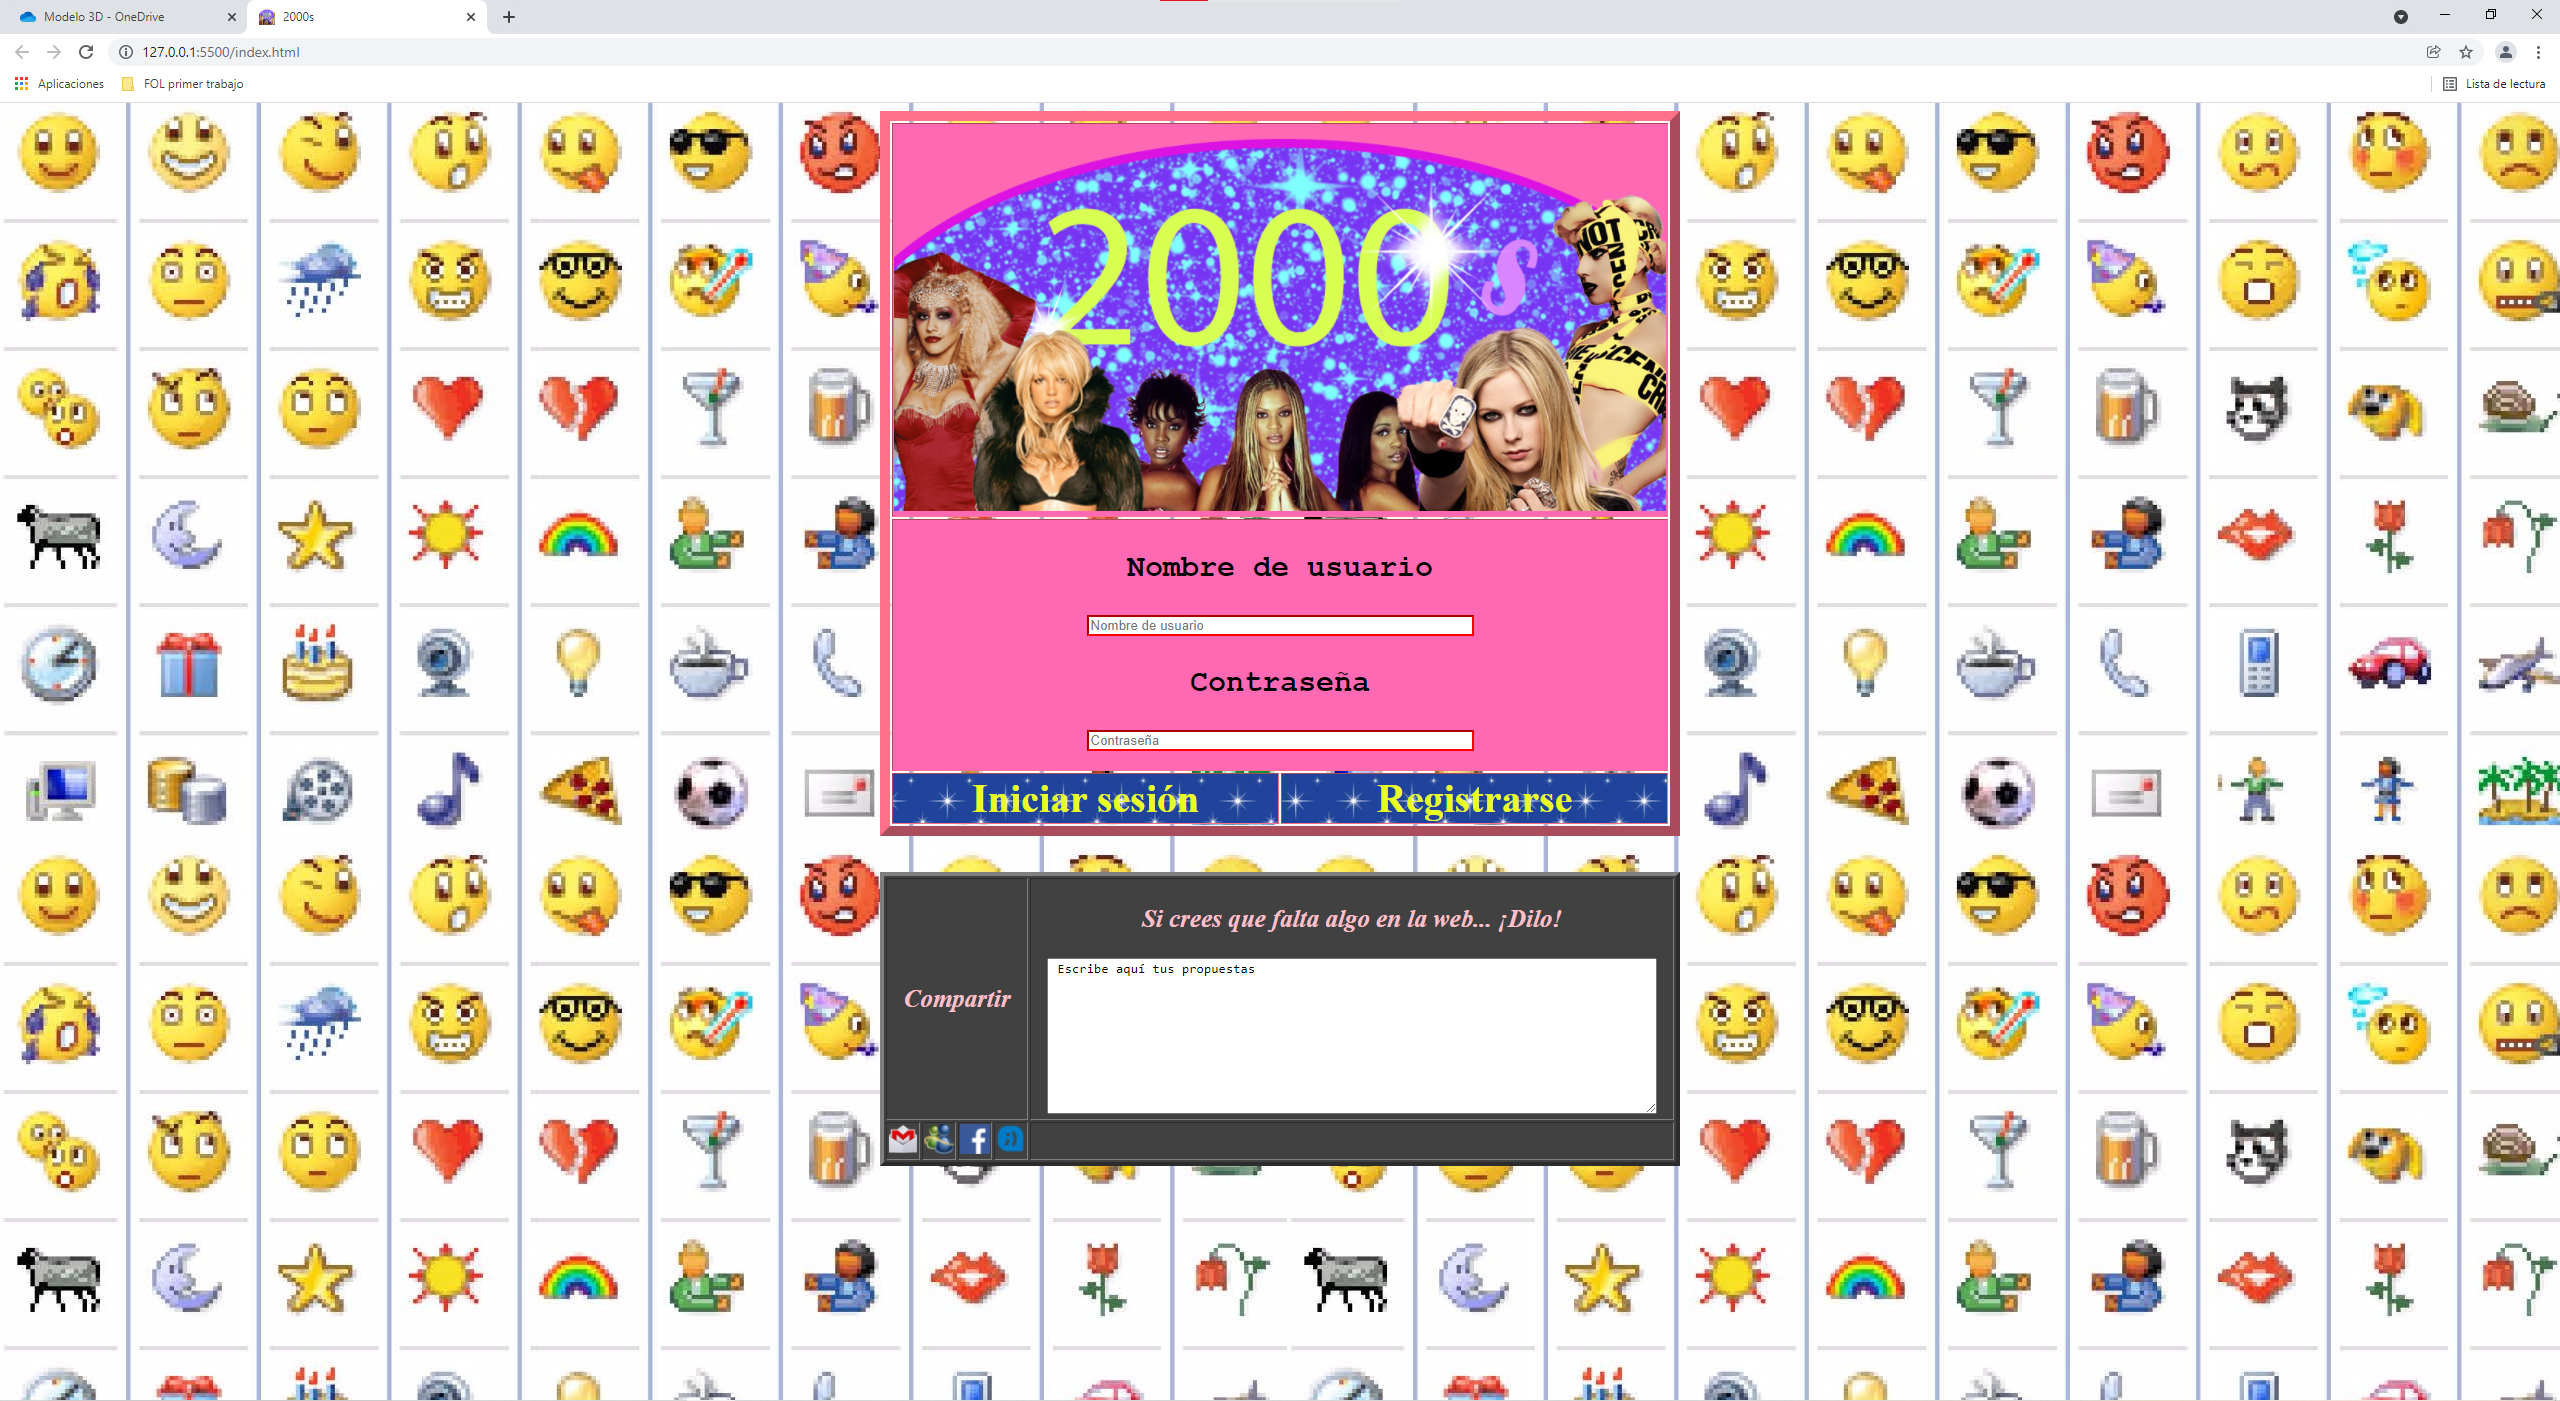 Modelo 3D - OneDrive
2000s
127.0.0.1:5500/index.html
Aplicaciones
FOL primer trabajo
Lista de lectura
2000s
NOT
Nombre de usuario
Nombre de usuario
Contraseña
Contraseña
Iniciar sesión
Registrarse
Si crees que falta algo en la web... ¡Dilo!
Escribe aquí tus propuestas
Compartir